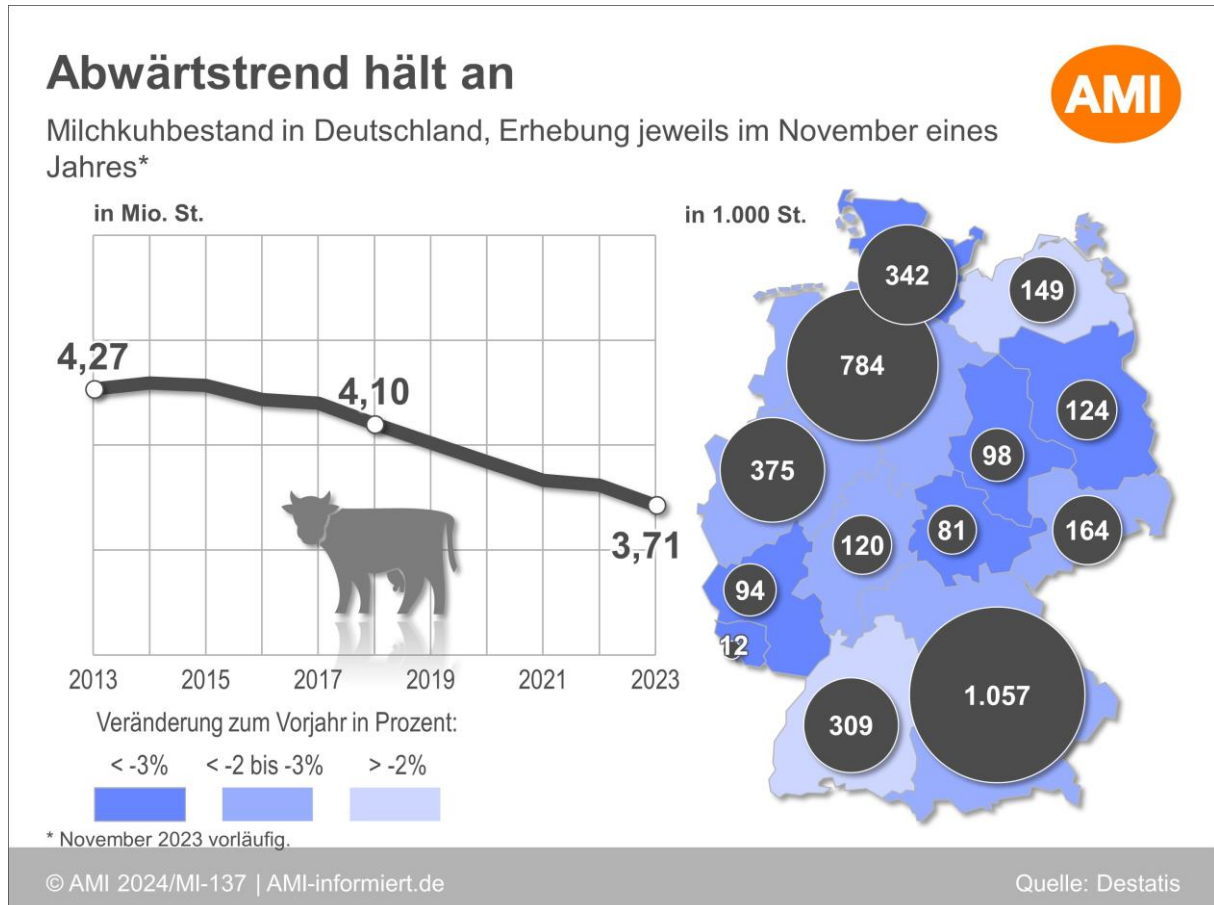 Abwärtstrend hält an
AMI
Milchkuhbestand in Deutschland, Erhebung jeweils im November eines
Jahres*
in Mio. St.
4,27
4,10
3,71
2013 2015 2017 2019 2021 2023
in 1.000 St.
342
149
784
124
98
375
81
164
120
94
12
1.057
309
Veränderung zum Vorjahr in Prozent:
< -3% < -2 bis -3% > -2%
* November 2023 vorläufig.
© AMI 2024/MI-137 | AMI-informiert.de
Quelle: Destatis